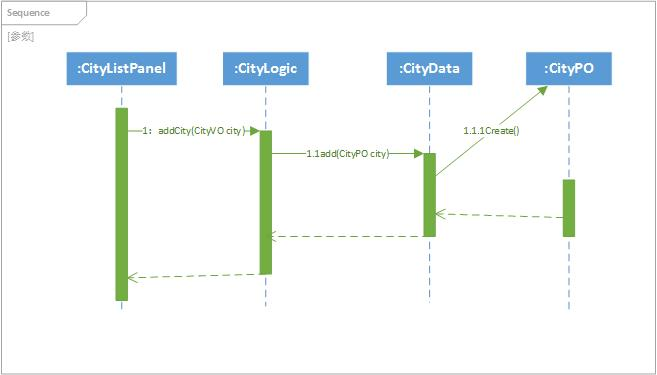 Sequence
[参数]
:CityListPanel
:CityLogic
:CityData
:CityPO
1：addCity(CityVO city)
1.1add(CityPO city)
1.1.1Create()